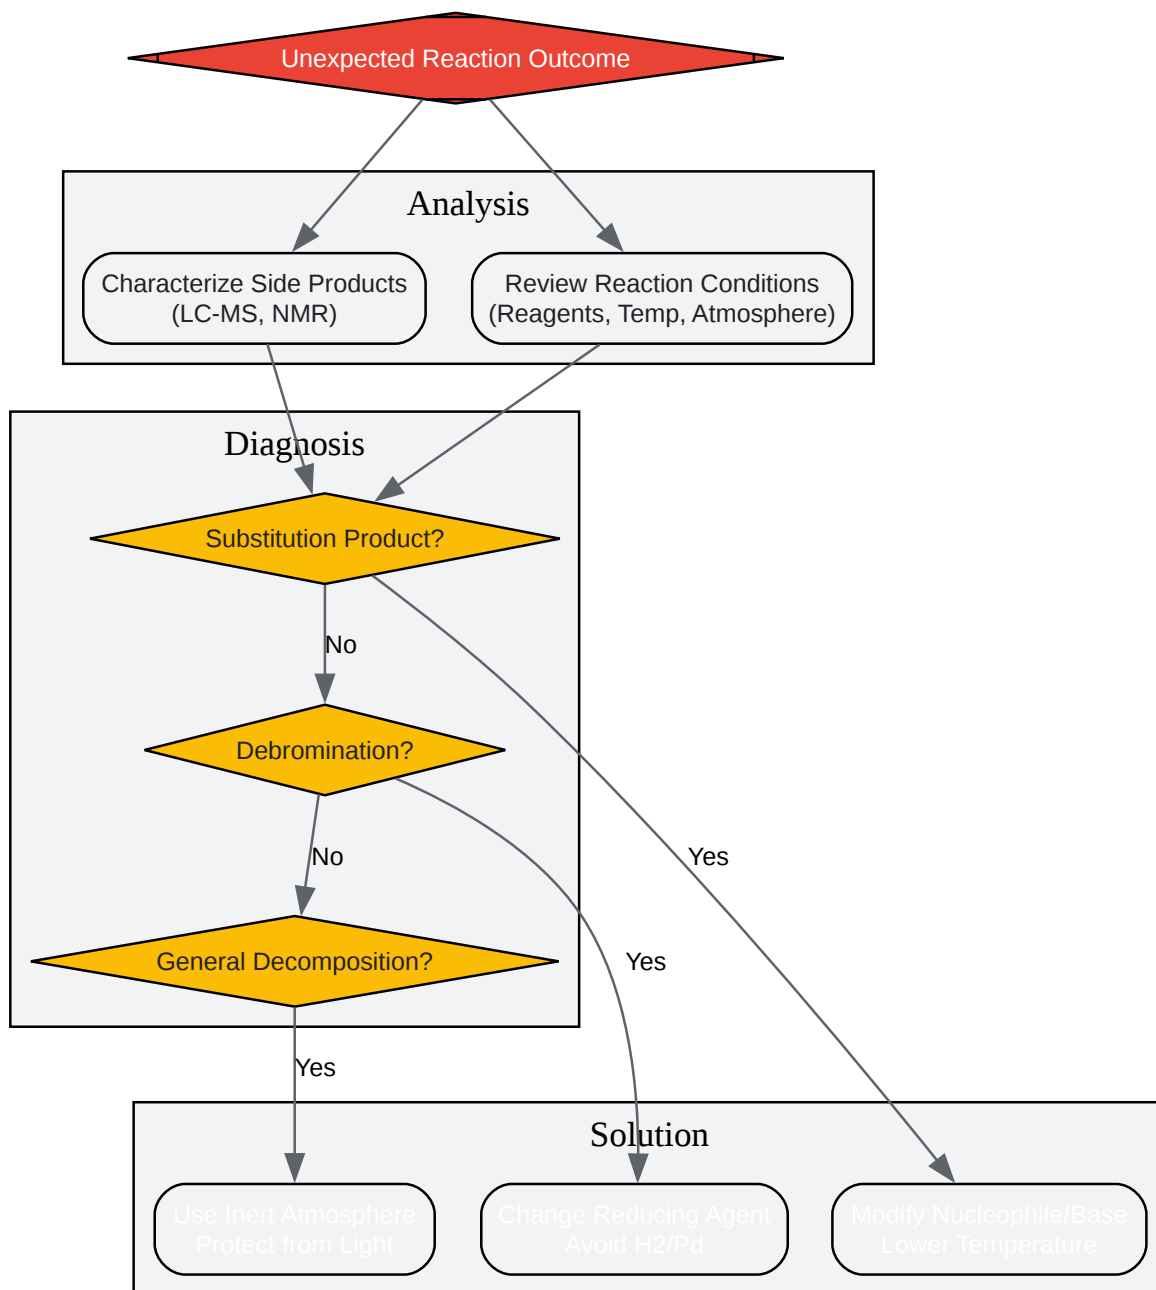 Unexpected Reaction Outcome
Analysis
Characterize Side Products
(LC-MS, NMR)
Review Reaction Conditions
(Reagents, Temp, Atmosphere)
Diagnosis
Substitution Product?
No
Debromination?
No
Yes
General Decomposition?
Yes
Yes
Solution
Use Inert Atmosphere
Protect from Light
Change Reducing Agent
Avoid H2/Pd
Modify Nucleophile/Base
Lower Temperature